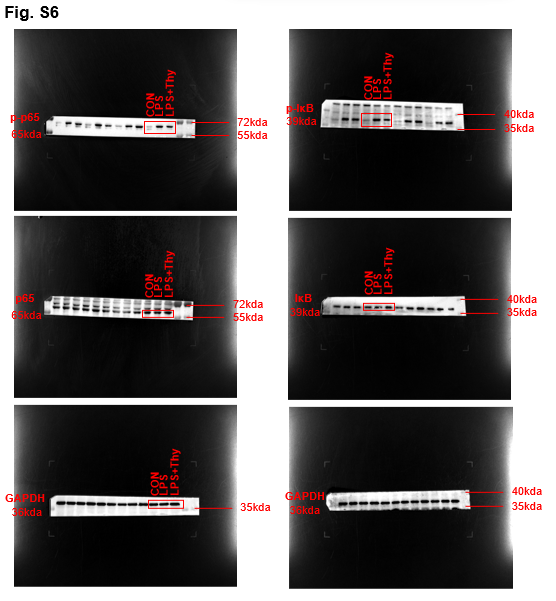 Fig. S6
CON
LPS
LPS+Thy
p-p65
65kda
72kda
55kda
CON
LPS
LPS+Thy
p-IκB
39kda
40kda
35kda
CON
LPS
LPS+Thy
p65
65kda
72kda
55kda
CON
LPS
LPS+Thy
IκB
39kda
40kda
35kda
CON
LPS
LPS+Thy
GAPDH
36kda
35kda
GAPDH
36kda
40kda
35kda